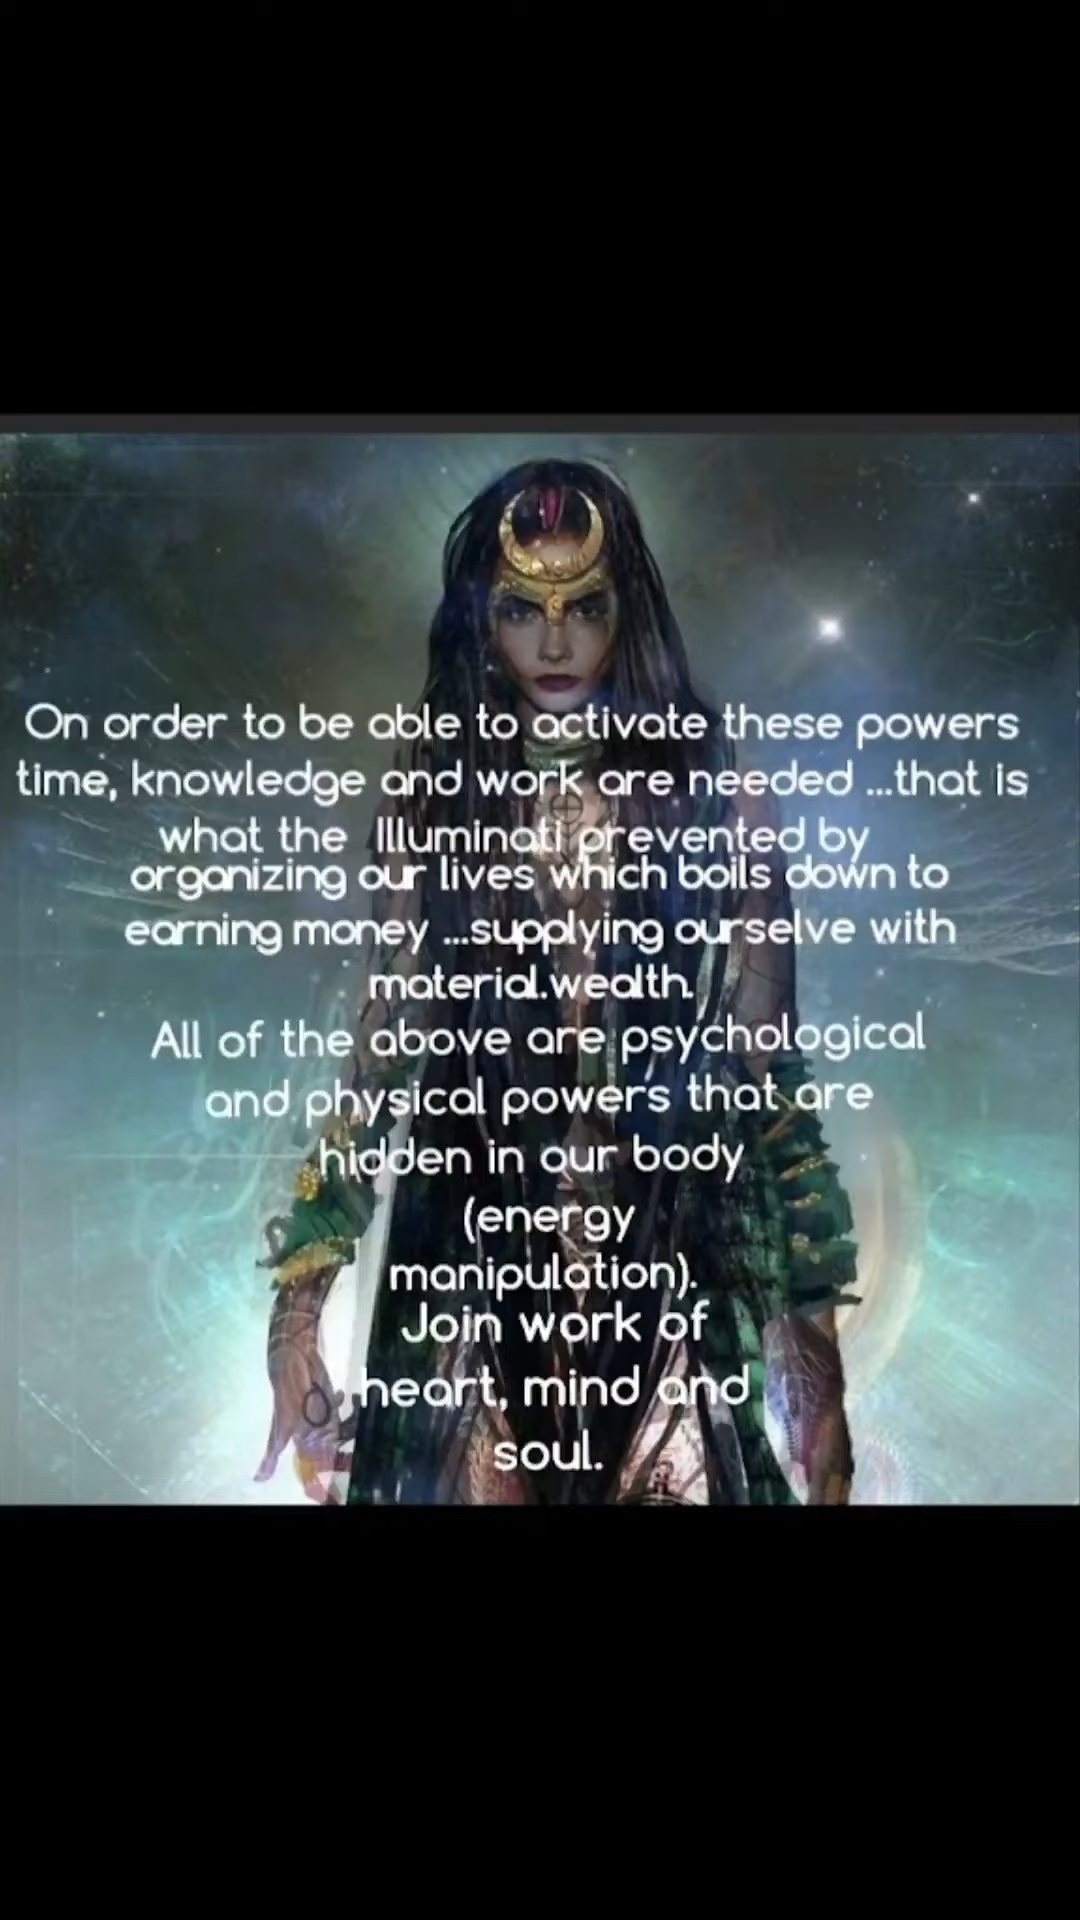 On order to be able to activate these powers
time, knowledge and work are needed ...that is
what the Illuminati prevented by
organizing our lives which boils down to
earning money ...supplying ourselve with
material.wealth.
All of the above are psychological
and physical powers that are
hidden in our body
(energy
manipulation).
Join work of
heart, mind and
soul.